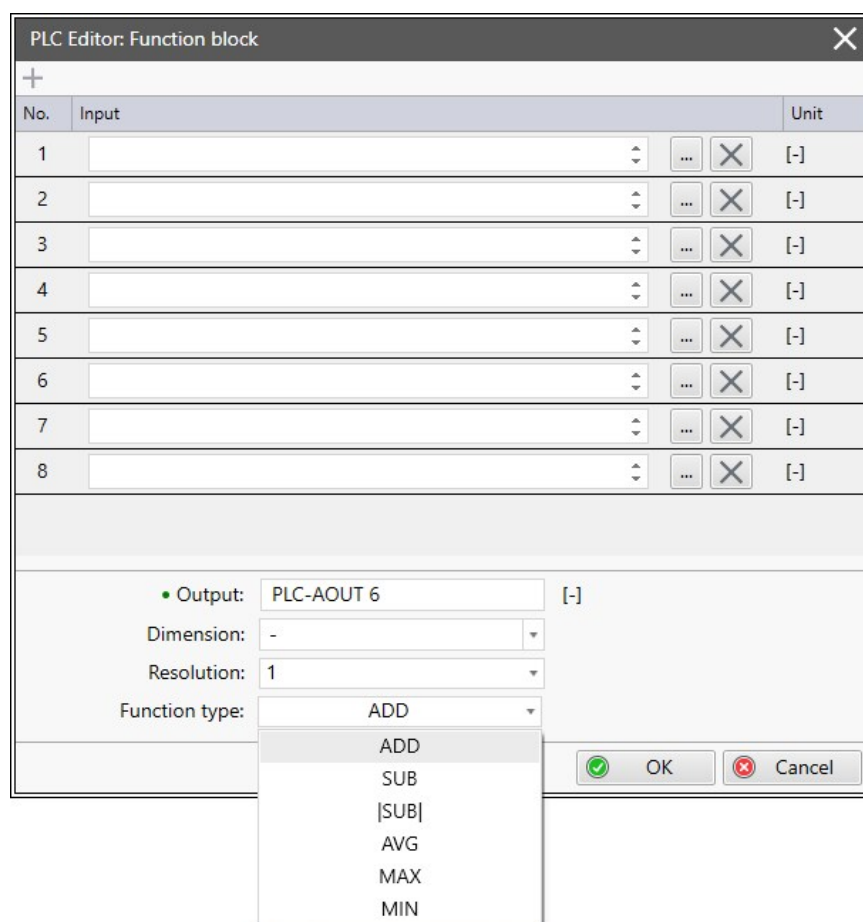 PLC Editor: Function block
No. Input Unit
1 ... [-]
2 ... [-]
3 ... [-]
4 ... [-]
5 ... [-]
6 ... [-]
7 ... [-]
8 ... [-]
Output: PLC-AOUT 6 [-]
Dimension: -
Resolution: 1
Function type: ADD
ADD
OK Cancel
SUB
|SUB|
AVG
MAX
MIN